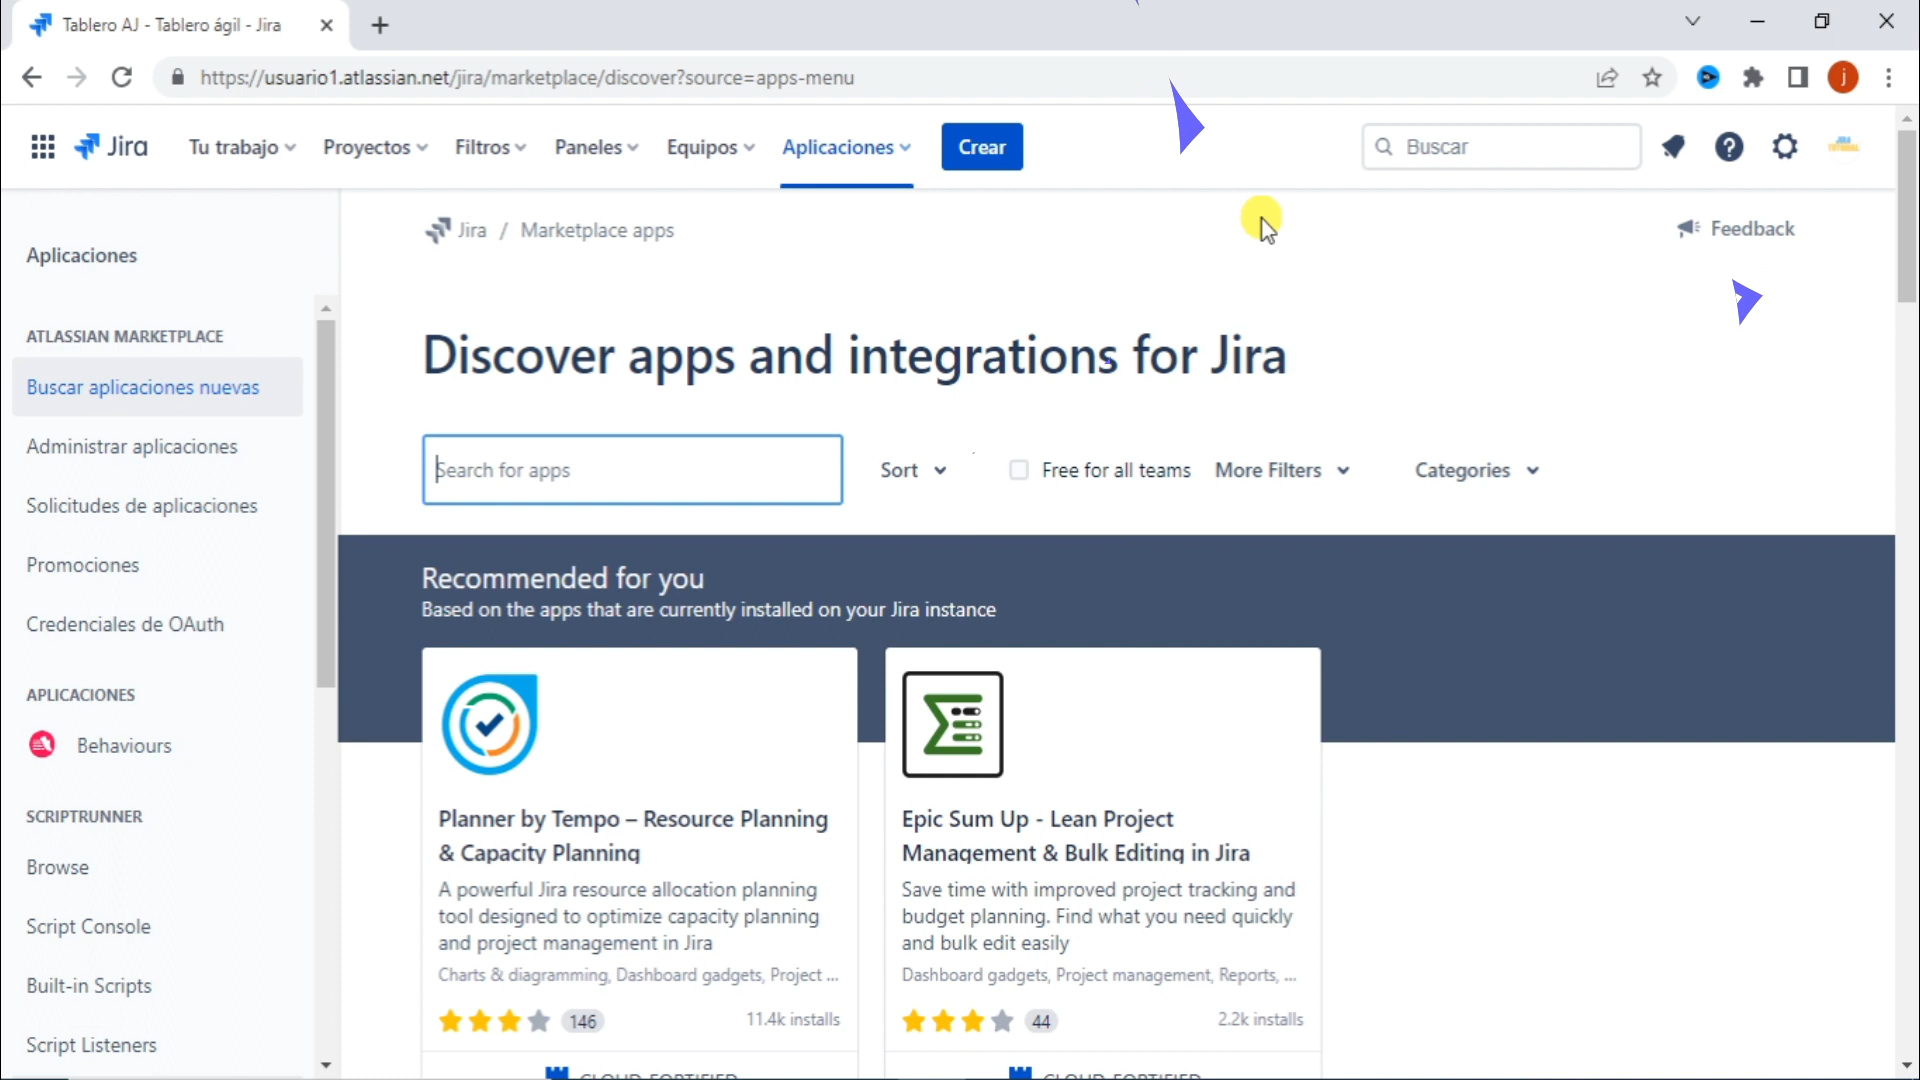 Tablero AJ - Tablero ágil - Jira
https://usuario1.atlassian.net/jira/marketplace/discover?source=apps-menu
j
Jira
Tu trabajo
Proyectos
Filtros
Paneles
Equipos
Aplicaciones
Crear
Buscar
Aplicaciones
ATLASSIAN MARKETPLACE
Buscar aplicaciones nuevas
Administrar aplicaciones
Solicitudes de aplicaciones
Promociones
Credenciales de OAuth
APLICACIONES
Behaviours
SCRIPTRUNNER
Browse
Script Console
Built-in Scripts
Script Listeners
Jira / Marketplace apps
Feedback
Discover apps and integrations for Jira
Search for apps
Sort
Free for all teams
More Filters
Categories
Recommended for you
Based on the apps that are currently installed on your Jira instance
Planner by Tempo – Resource Planning
& Capacity Planning
A powerful Jira resource allocation planning
tool designed to optimize capacity planning
and project management in Jira
Charts & diagramming, Dashboard gadgets, Project ...
146
11.4k installs
CLOUD FORTIFIED
Epic Sum Up - Lean Project
Management & Bulk Editing in Jira
Save time with improved project tracking and
budget planning. Find what you need quickly
and bulk edit easily
Dashboard gadgets, Project management, Reports, ...
44
2.2k installs
CLOUD FORTIFIED